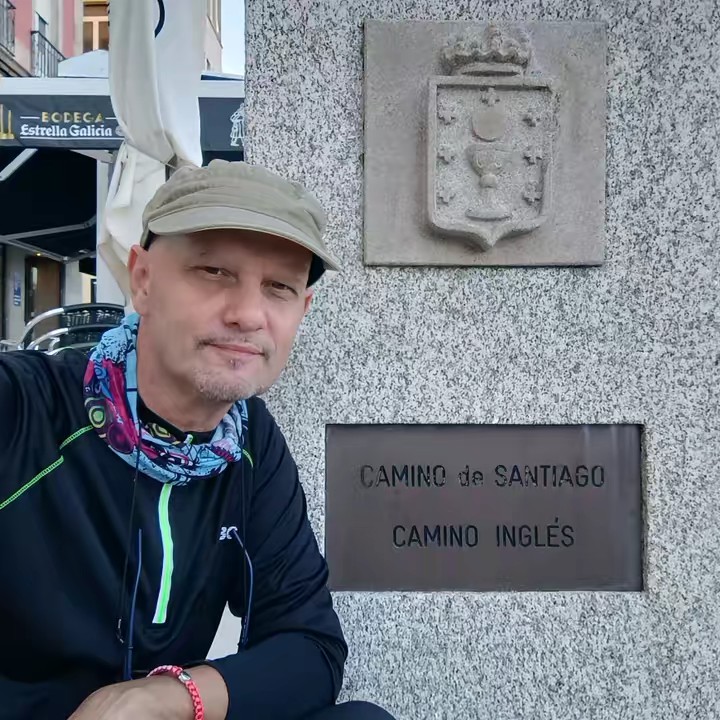 BODEGA
Estrella Galicia
CAMINO de SANTIAGO
CAMINO INGLÉS